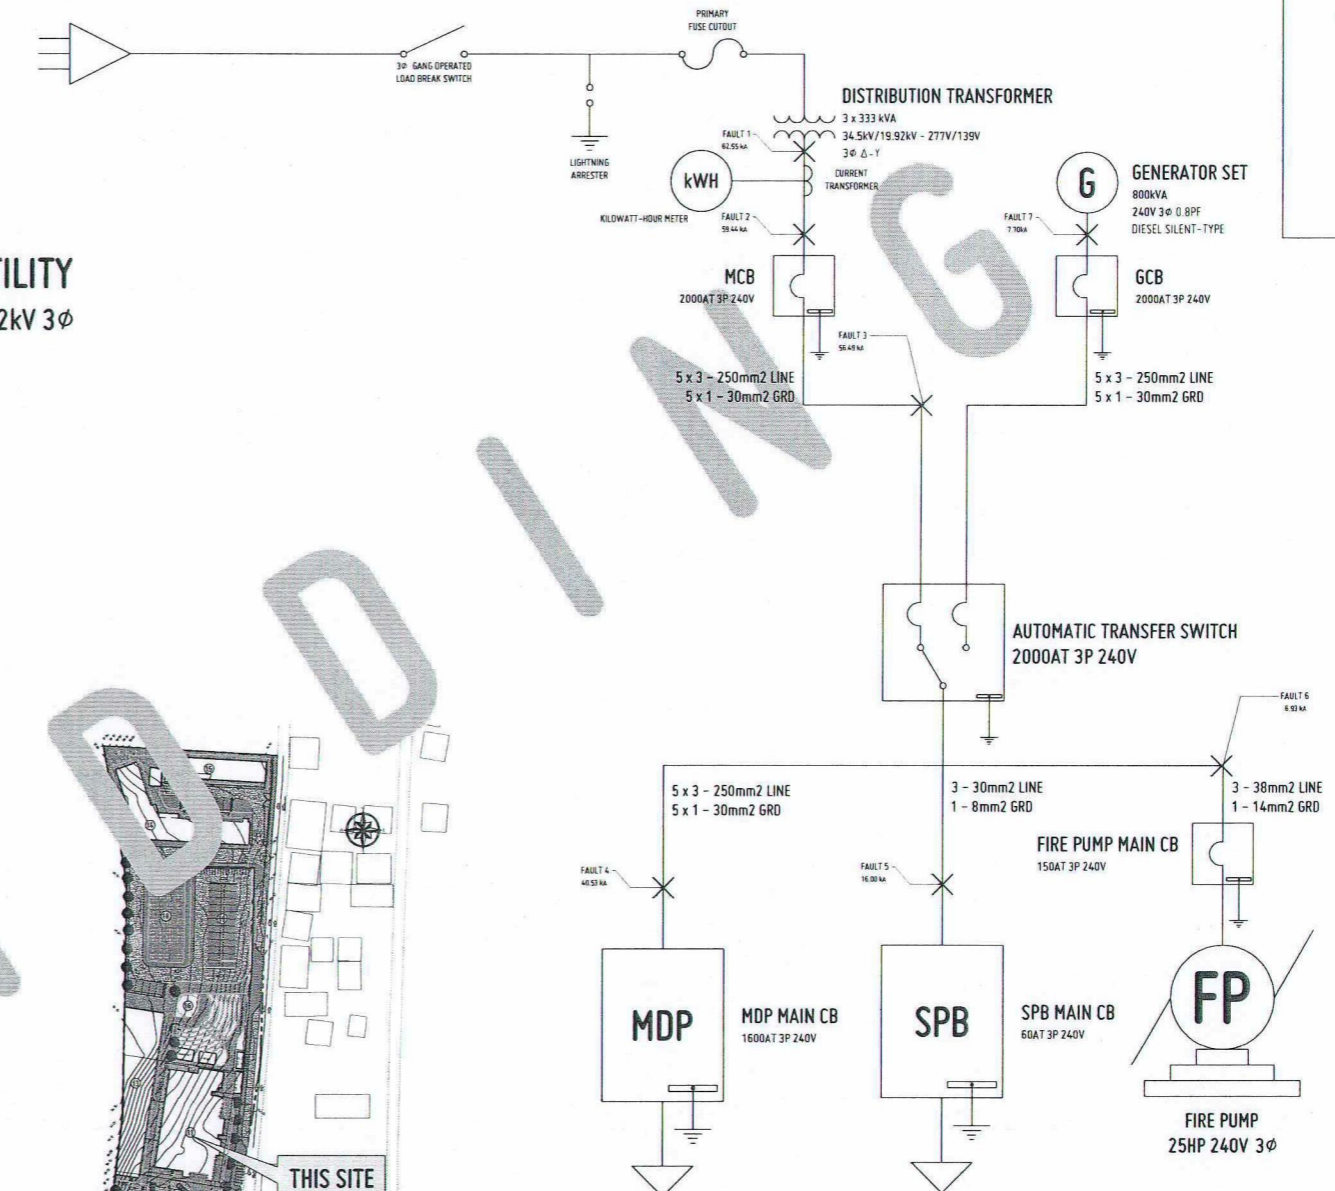 PRIMARY
FUSE CUTOUT
3Φ GANG OPERATED
LOAD BREAK SWITCH
LIGHTNING
ARRESTER
DISTRIBUTION TRANSFORMER
3 x 333 kVA
34.5kV/19.92kV - 277V/139V
3Φ Δ-Y
FAULT 1
62.55 kA
CURRENT
TRANSFORMER
kWH
KILOWATT-HOUR METER
FAULT 2
59.44 kA
G
GENERATOR SET
800kVA
240V 3Φ 0.8PF
DIESEL SILENT-TYPE
FAULT 7
7.70kA
TILITY
2kV 3Φ
MCB
2000AT 3P 240V
GCB
2000AT 3P 240V
FAULT 3
56.49 kA
5 x 3 - 250mm2 LINE
5 x 1 - 30mm2 GRD
5 x 3 - 250mm2 LINE
5 x 1 - 30mm2 GRD
DDING
AUTOMATIC TRANSFER SWITCH
2000AT 3P 240V
FAULT 6
6.93 kA
5 x 3 - 250mm2 LINE
5 x 1 - 30mm2 GRD
3 - 30mm2 LINE
1 - 8mm2 GRD
3 - 38mm2 LINE
1 - 14mm2 GRD
FIRE PUMP MAIN CB
150AT 3P 240V
FAULT 4
40.53 kA
FAULT 5
16.00 kA
MDP
MDP MAIN CB
1600AT 3P 240V
SPB
SPB MAIN CB
60AT 3P 240V
FP
FIRE PUMP
25HP 240V 3Φ
THIS SITE